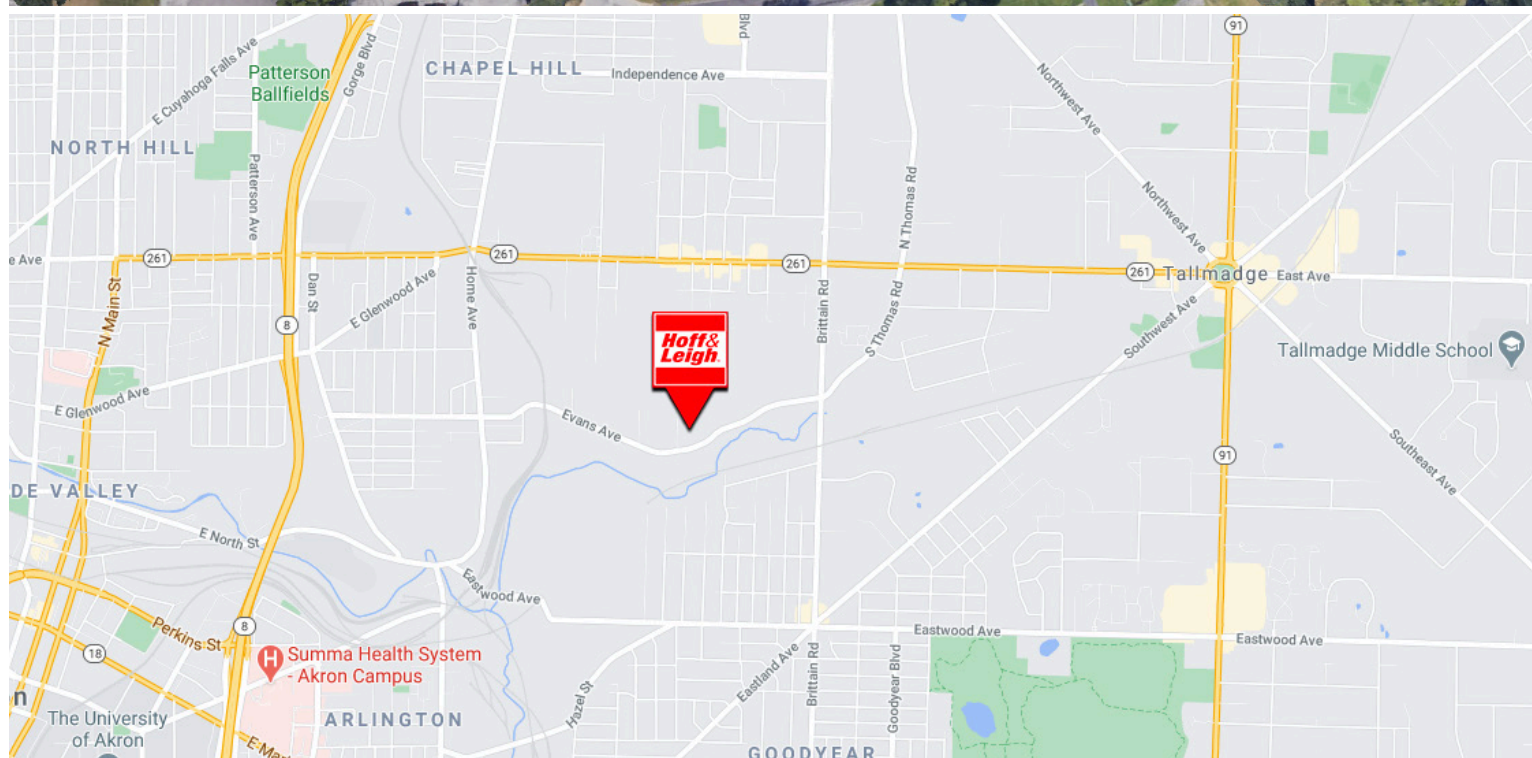 91
Blvd
E Cuyahoga Falls Ave
Patterson
Ballfields
Gorge Blvd
CHAPEL HILL
Independence Ave
Northwest Ave
NORTH HILL
Patterson Ave
N Thomas Rd
Northwest Ave
e Ave
261
261
261
261
Tallmadge
East Ave
N Main St
Dan St
E Glenwood Ave
Home Ave
8
Brittain Rd
S Thomas Rd
Southwest Ave
Hoff&
Leigh.
Tallmadge Middle School
E Glenwood Ave
Evans Ave
Southeast Ave
91
DE VALLEY
E North St
Eastwood Ave
Perkins St
8
18
Eastwood Ave
Eastwood Ave
H
Summa Health System
- Akron Campus
n
The University
of Akron
ARLINGTON
Hazel St
Eastland Ave
Brittain Rd
Goodyear Blvd
E Mar
GOODYEAR